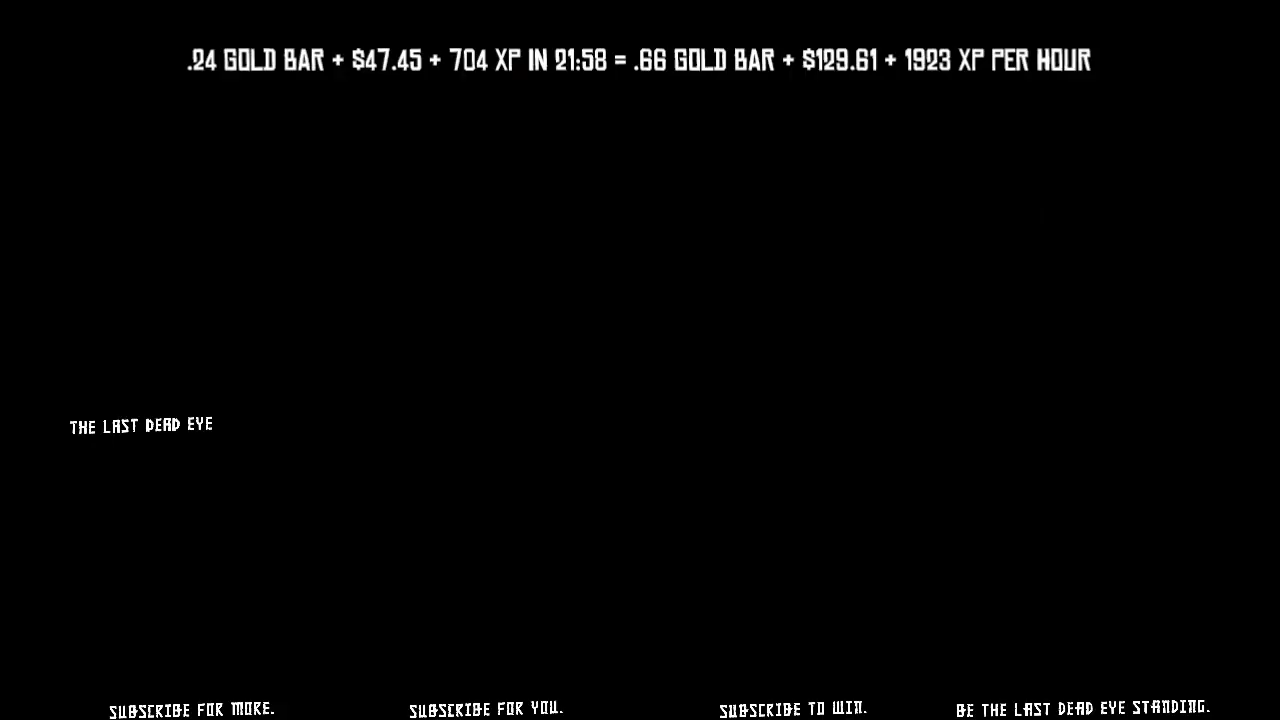 .24 GOLD BAR + $47.45 + 704 XP IN 21:58 = .66 GOLD BAR + $129.61 + 1923 XP PER HOUR
THE LAST DEAD EYE
SUBSCRIBE FOR MORE.
SUBSCRIBE FOR YOU.
SUBSCRIBE TO WIN.
BE THE LAST DEAD EYE STANDING.